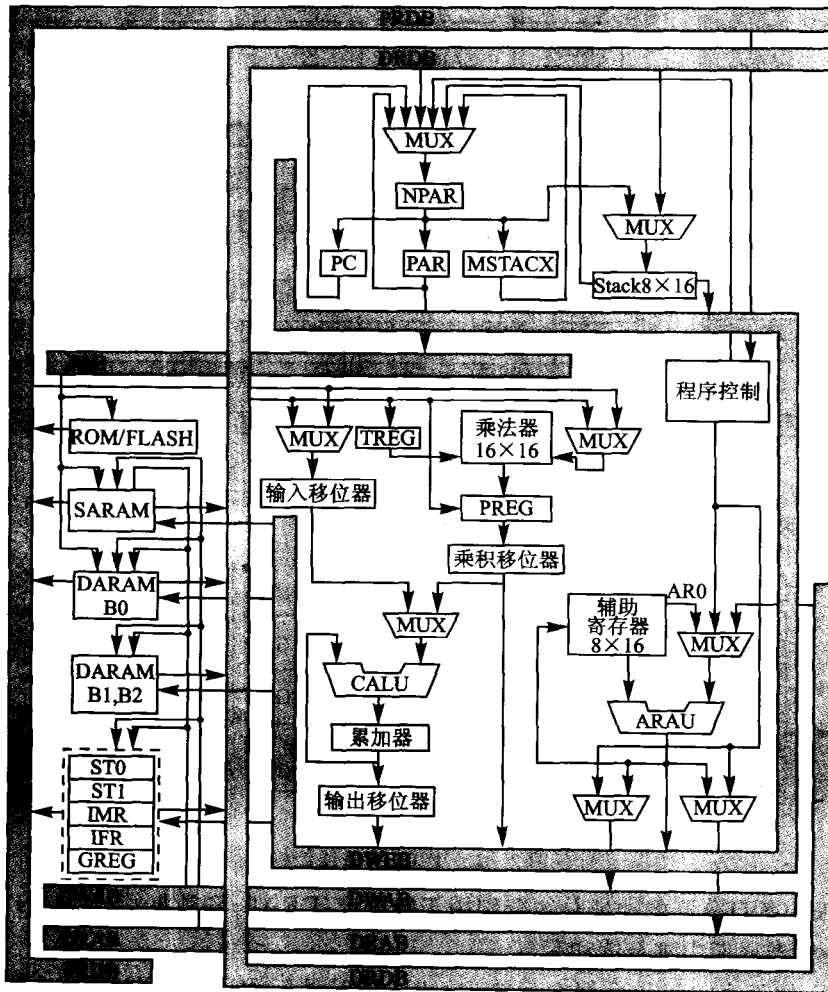 PRDB
DRDB
MUX
NPAR
MUX
PC
PAR
MSTACX
Stack8×16
程序控制
ROM/FLASH
MUX
TREG
乘法器
16×16
MUX
SARAM
输入移位器
PREG
乘积移位器
DARAM
B0
MUX
辅助
寄存器
8×16
AR0
MUX
DARAM
B1,B2
CALU
ARAU
累加器
ST0
ST1
IMR
IFR
GREG
输出移位器
MUX
MUX
DWEB
DWAB
DRAB
DRDB